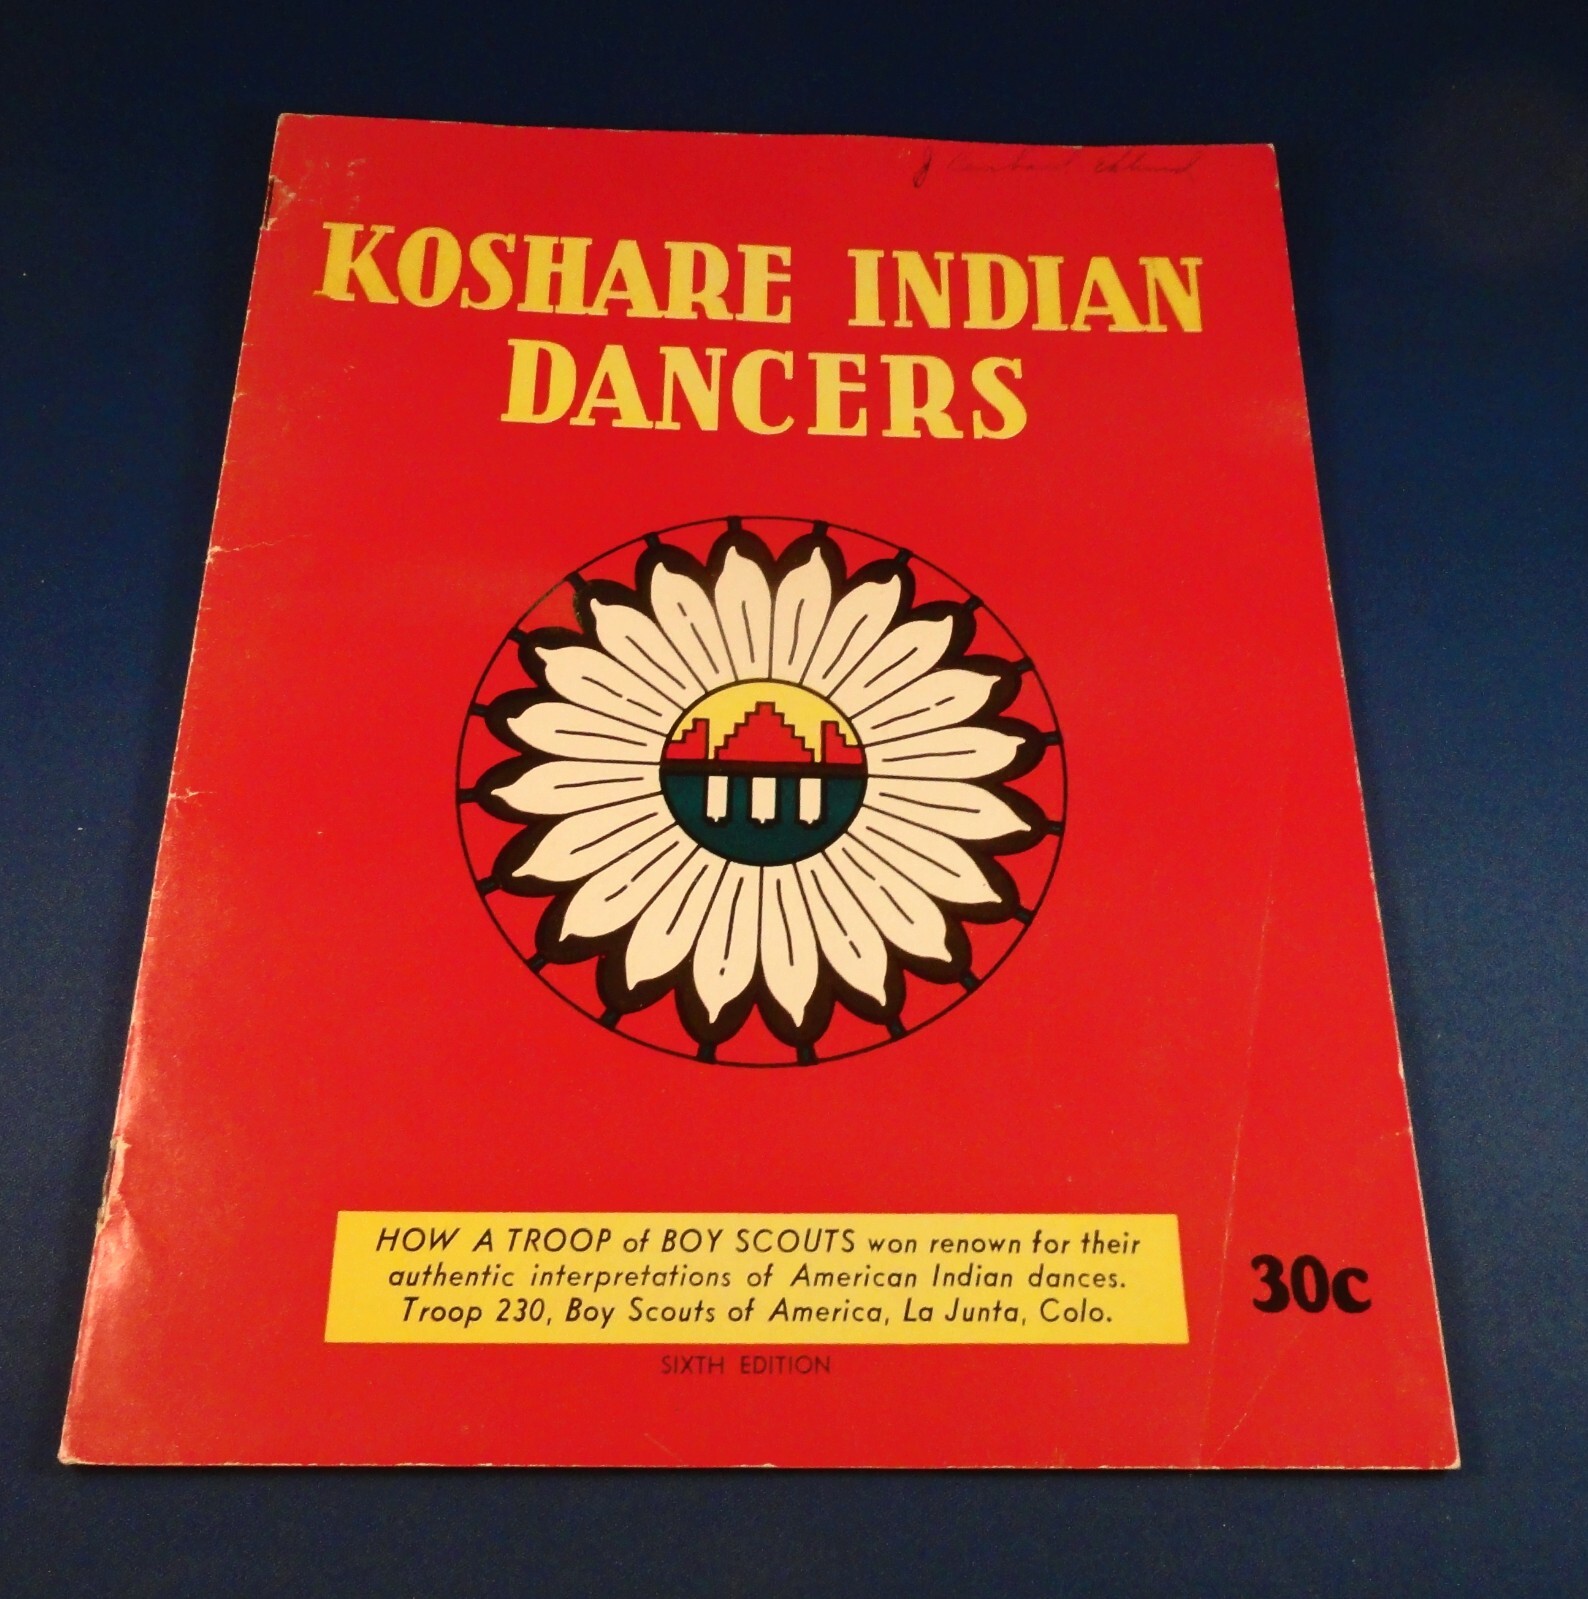 KOSHARE INDIAN
DANCERS
HOW A TROOP of BOY SCOUTS won renown for their
authentic interpretations of American Indian dances.
Troop 230, Boy Scouts of America, La Junta, Colo.
30c
SIXTH EDITION